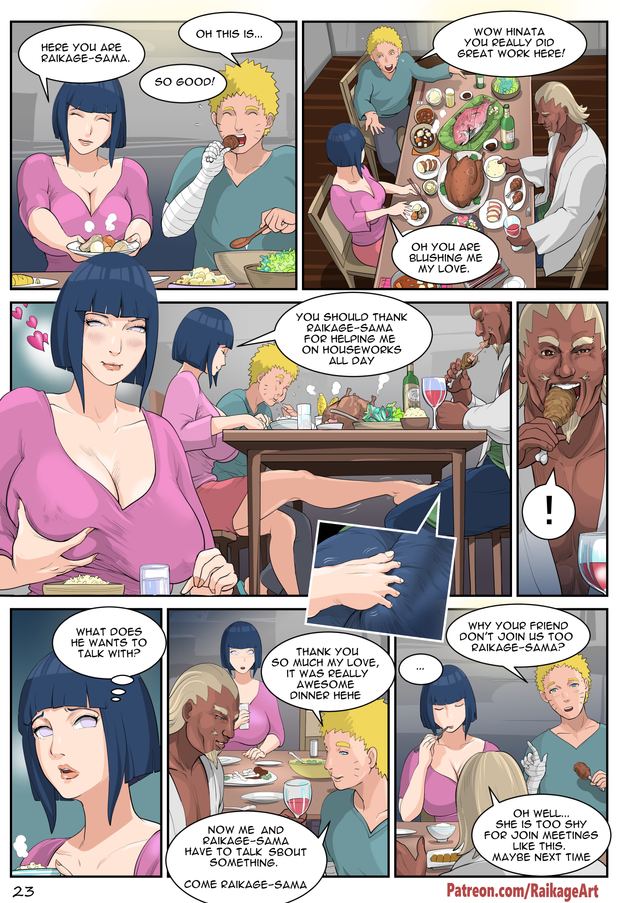 HERE YOU ARE
RAIKAGE-SAMA.
OH THIS IS...
SO GOOD!
WOW HINATA
YOU REALLY DID
GREAT WORK HERE!
OH YOU ARE
BLUSHING ME
MY LOVE.
YOU SHOULD THANK
RAIKAGE-SAMA
FOR HELPING ME
ON HOUSEWORKS
ALL DAY
!
WHAT DOES
HE WANTS TO
TALK WITH?
THANK YOU
SO MUCH MY LOVE,
IT WAS REALLY
AWESOME
DINNER HEHE
NOW ME AND
RAIKAGE-SAMA
HAVE TO TALK SBOUT
SOMETHING.
COME RAIKAGE-SAMA
WHY YOUR FRIEND
DON'T JOIN US TOO
RAIKAGE-SAMA?
...
OH WELL...
SHE IS TOO SHY
FOR JOIN MEETINGS
LIKE THIS.
MAYBE NEXT TIME
23
Patreon.com/RaikageArt